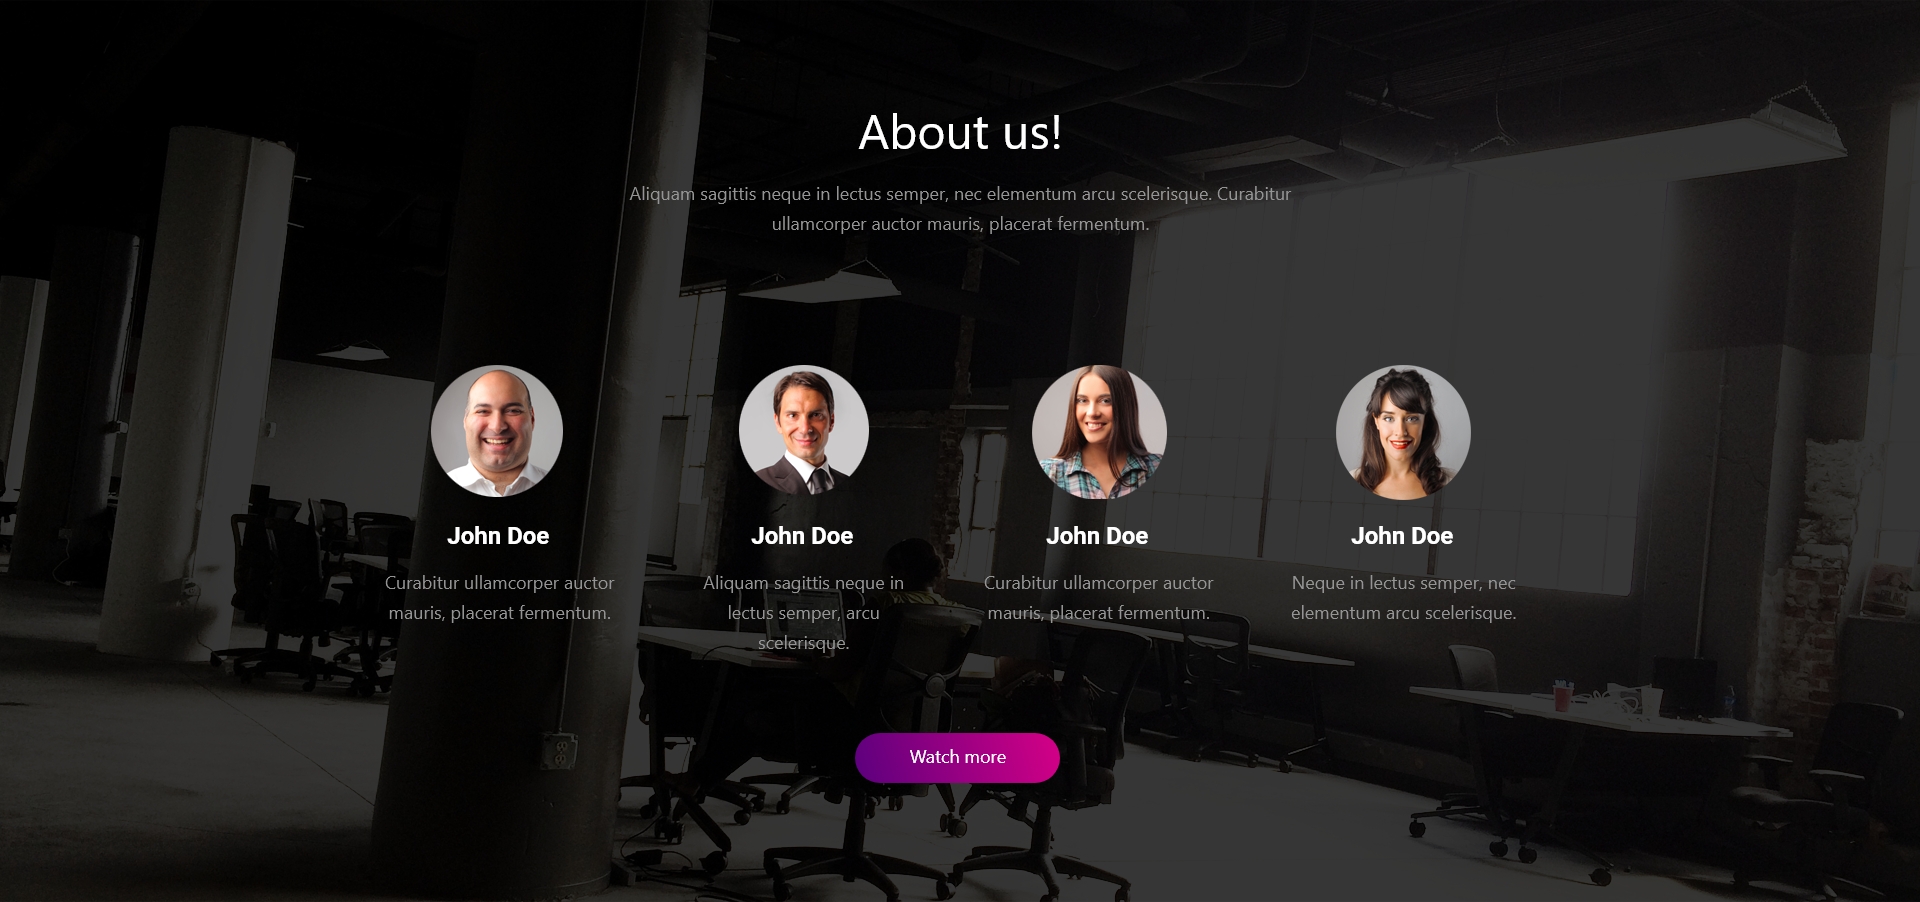 About us!
Aliquam sagittis neque in lectus semper, nec elementum arcu scelerisque. Curabitur
ullamcorper auctor mauris, placerat fermentum.
John Doe
Curabitur ullamcorper auctor
mauris, placerat fermentum.
John Doe
Aliquam sagittis neque in
lectus semper, arcu
scelerisque.
John Doe
Curabitur ullamcorper auctor
mauris, placerat fermentum.
John Doe
Neque in lectus semper, nec
elementum arcu scelerisque.
Watch more